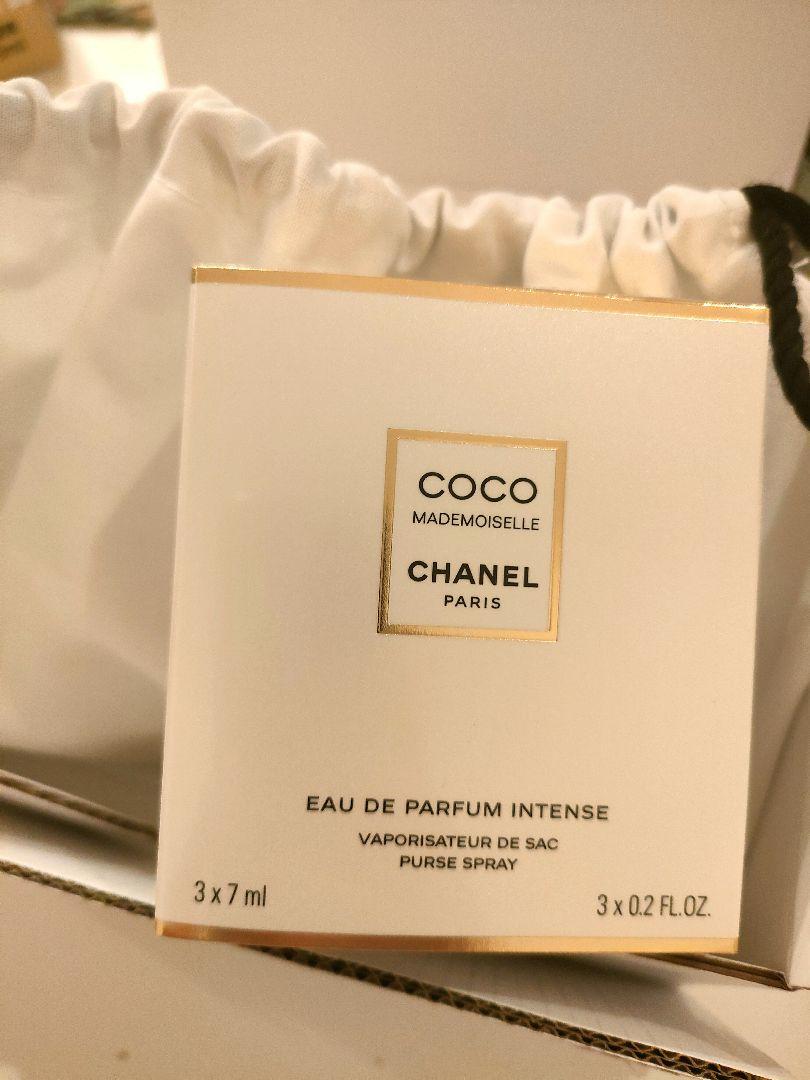 COCO
MADEMOISELLE
CHANEL
PARIS
EAU DE PARFUM INTENSE
VAPORISATEUR DE SAC
PURSE SPRAY
3 x 7 ml
3 x 0.2 FL.OZ.